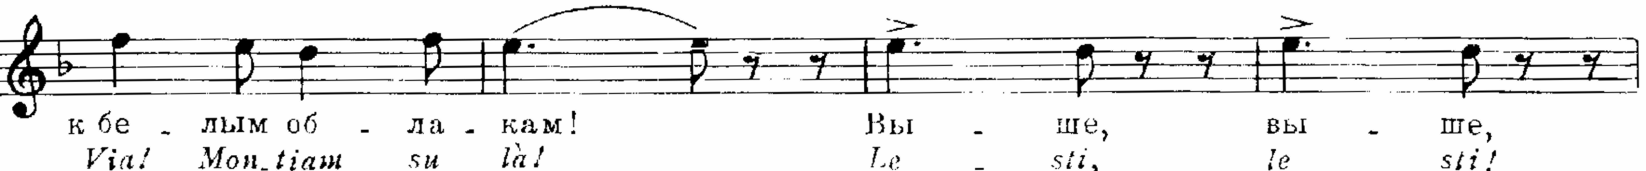 к бе - лым об - ла - кам! Вы - ше, вы - ше,
Via! Mon-tiam su là! Le - sti, le sti!